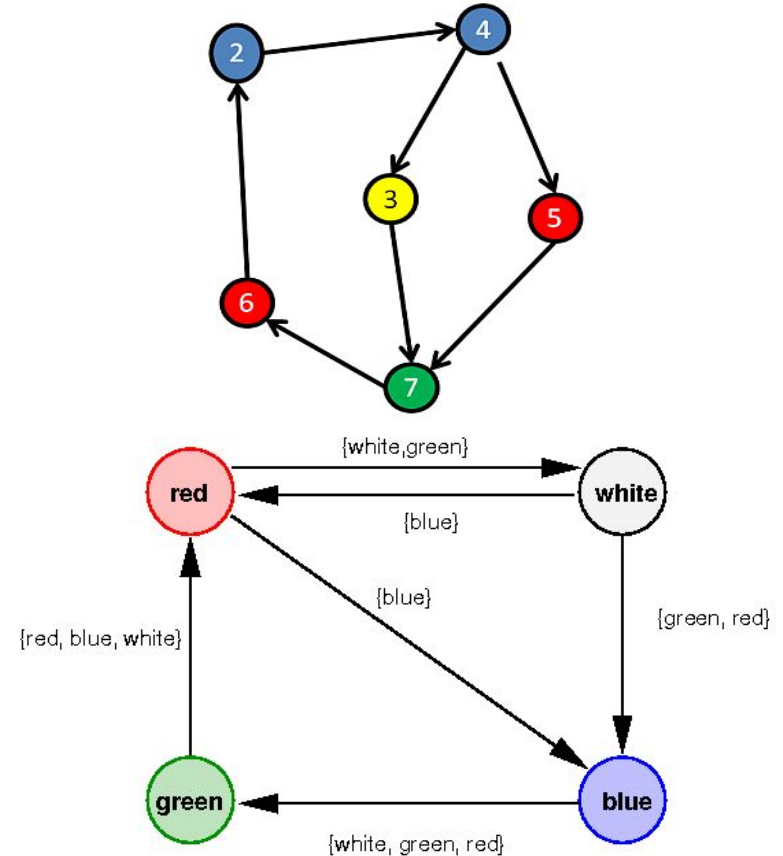 2
4
3
5
6
7
{white,green}
red
white
{blue}
{blue}
{green, red}
{red, blue, white}
green
blue
{white, green, red}